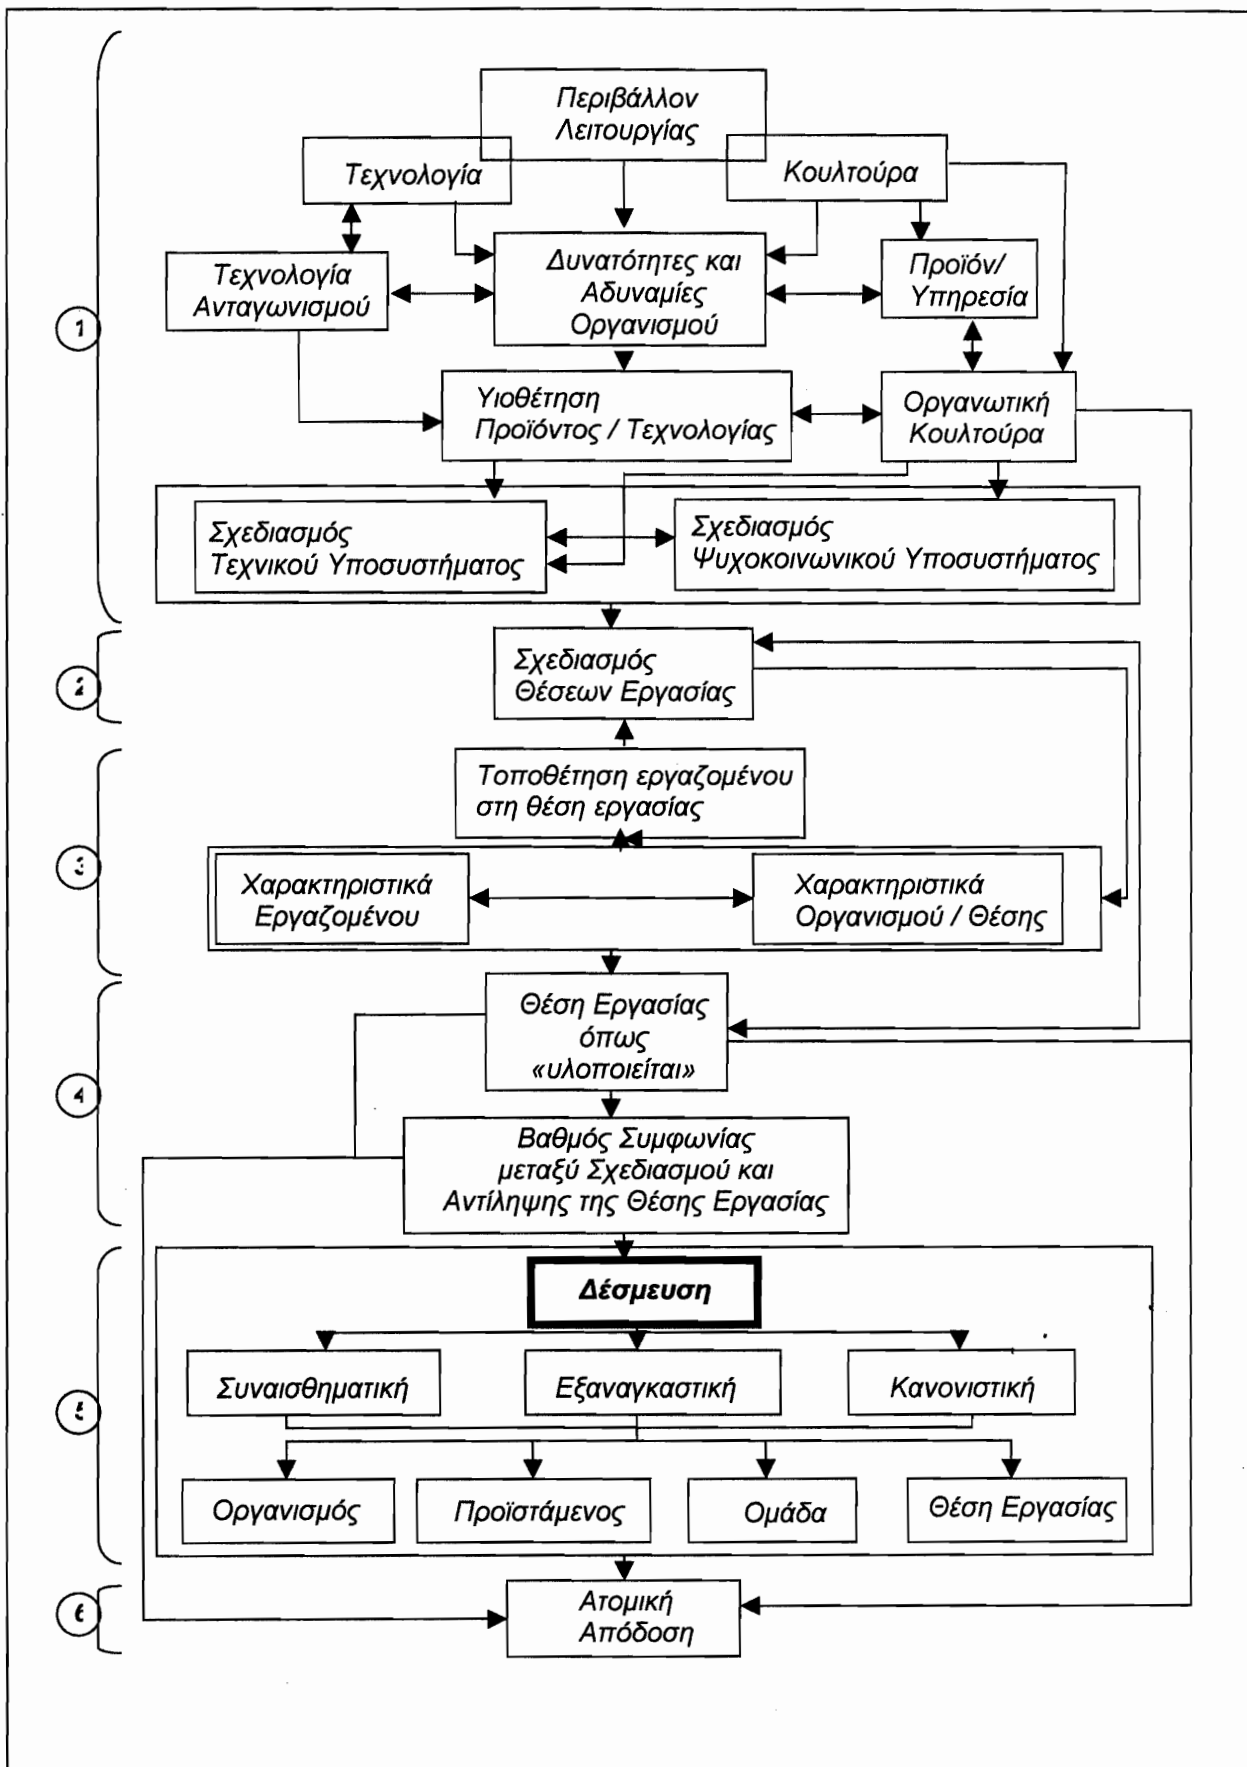 Περιβάλλον
Λειτουργίας
Τεχνολογία
Κουλτούρα
Τεχνολογία
Ανταγωνισμού
Δυνατότητες και
Αδυναμίες
Οργανισμού
Προϊόν/
Υπηρεσία
1
Υιοθέτηση
Προϊόντος / Τεχνολογίας
Οργανωτική
Κουλτούρα
Σχεδιασμός
Τεχνικού Υποσυστήματος
Σχεδιασμός
Ψυχοκοινωνικού Υποσυστήματος
2
Σχεδιασμός
Θέσεων Εργασίας
Τοποθέτηση εργαζομένου
στη θέση εργασίας
3
Χαρακτηριστικά
Εργαζομένου
Χαρακτηριστικά
Οργανισμού / Θέσης
Θέση Εργασίας
όπως
«υλοποιείται»
4
Βαθμός Συμφωνίας
μεταξύ Σχεδιασμού και
Αντίληψης της Θέσης Εργασίας
Δέσμευση
Συναισθηματική
Εξαναγκαστική
Κανονιστική
5
Οργανισμός
Προϊστάμενος
Ομάδα
Θέση Εργασίας
6
Ατομική
Απόδοση